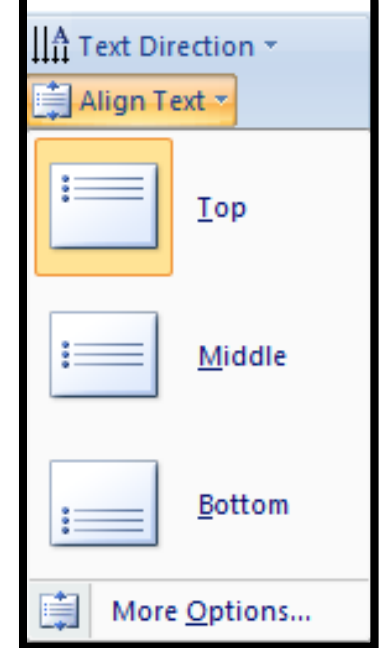 Text Direction
Align Text
Top
Middle
Bottom
More Options...